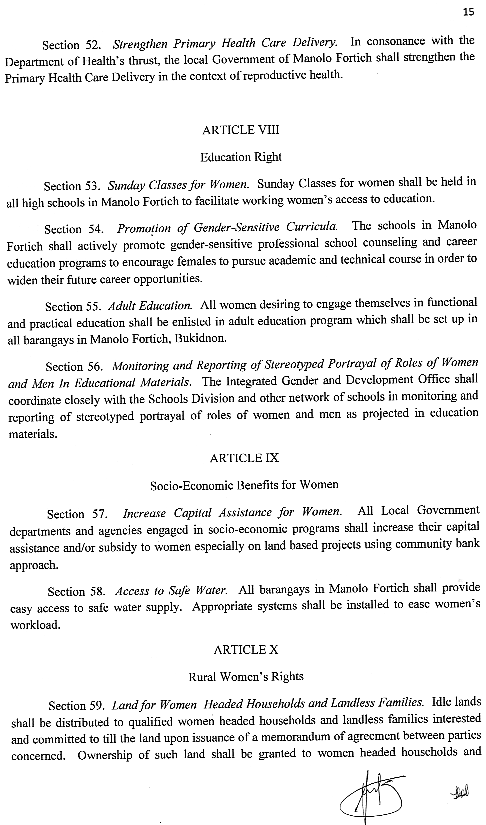 15
Section 52. Strengthen Primary Health Care Delivery. In consonance with the
Department of Health's thrust, the local Government of Manolo Fortich shall strengthen the
Primary Health Care Delivery in the context of reproductive health.
ARTICLE VIII
Education Right
Section 53. Sunday Classes for Women. Sunday Classes for women shall be held in
all high schools in Manolo Fortich to facilitate working women's access to education.
Section 54. Promotion of Gender-Sensitive Curricula. The schools in Manolo
Fortich shall actively promote gender-sensitive professional school counseling and career
education programs to encourage females to pursue academic and technical course in order to
widen their future career opportunities.
Section 55. Adult Education. All women desiring to engage themselves in functional
and practical education shall be enlisted in adult education program which shall be set up in
all barangays in Manolo Fortich, Bukidnon.
Section 56. Monitoring and Reporting of Stereotyped Portrayal of Roles of Women
and Men In Educational Materials. The Integrated Gender and Development Office shall
coordinate closely with the Schools Division and other network of schools in monitoring and
reporting of stereotyped portrayal of roles of women and men as projected in education
materials.
ARTICLE IX
Socio-Economic Benefits for Women
Section 57. Increase Capital Assistance for Women. All Local Government
departments and agencies engaged in socio-economic programs shall increase their capital
assistance and/or subsidy to women especially on land based projects using community bank
approach.
Section 58. Access to Safe Water. All barangays in Manolo Fortich shall provide
easy access to safe water supply. Appropriate systems shall be installed to ease women's
workload.
ARTICLE X
Rural Women's Rights
Section 59. Land for Women Headed Households and Landless Families. Idle lands
shall be distributed to qualified women headed households and landless families interested
and committed to till the land upon issuance of a memorandum of agreement between parties
concerned. Ownership of such land shall be granted to women headed households and